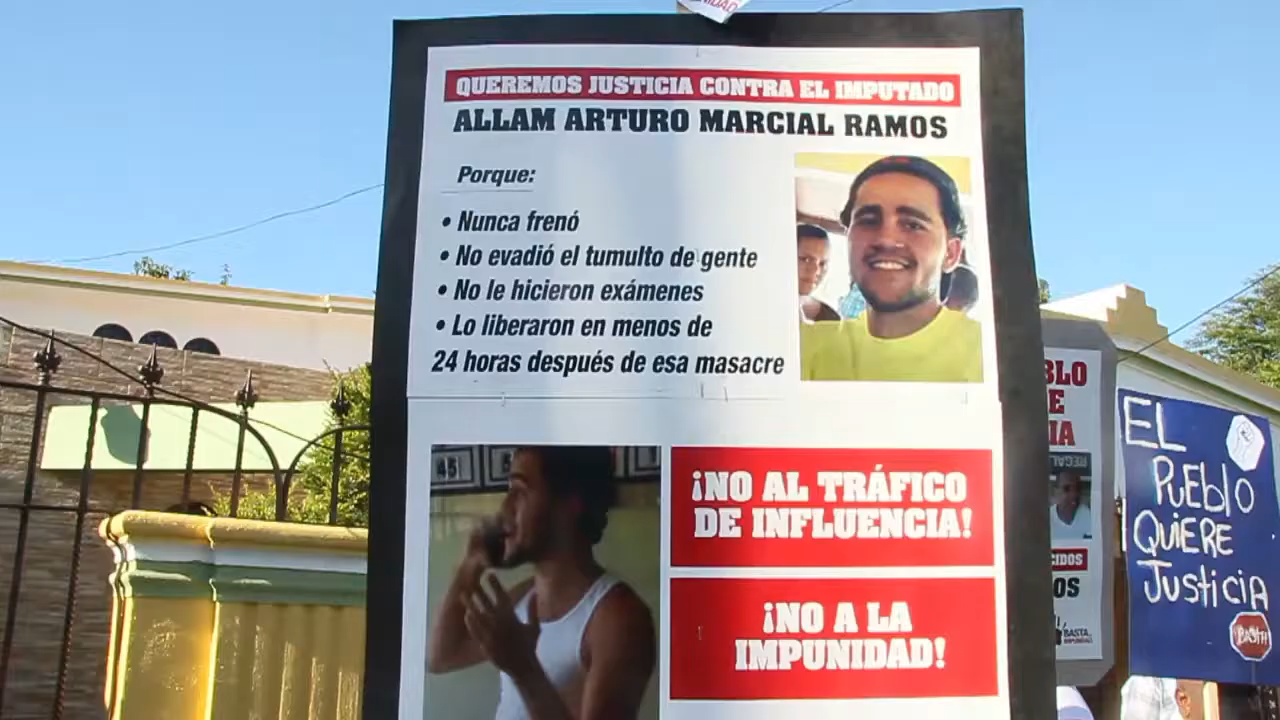 QUEREMOS JUSTICIA CONTRA EL IMPUTADO
ALLAM ARTURO MARCIAL RAMOS
Porque:
• Nunca frenó
• No evadió el tumulto de gente
• No le hicieron exámenes
• Lo liberaron en menos de
24 horas después de esa masacre
45
¡NO AL TRÁFICO
DE INFLUENCIA!
¡NO A LA
IMPUNIDAD!
EL
PUEBLO
QUIERE
JUSTICIA
BASTA